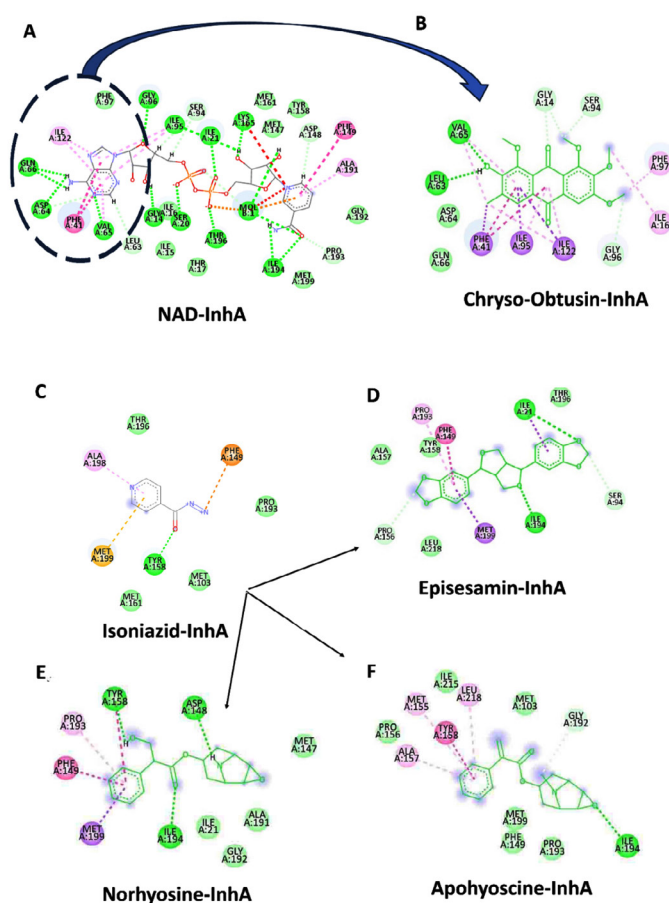 A
B
PHE
A:97
GLY
A:96
SER
A:94
ILE
A:95
ILE
A:21
LYS
A:165
MET
A:161
MET
A:147
TYR
A:158
ASP
A:148
PHE
A:149
ALA
A:191
ILE
A:122
GLN
A:66
ASP
A:64
PHE
A:41
VAL
A:65
LEU
A:63
GLY
A:14
ILE
A:16
SER
A:20
ILE
A:15
THR
A:17
THR
A:196
MOL
B:1
GLY
A:192
ILE
A:194
MET
A:199
PRO
A:193
H
N
O
P
NAD-InhA
GLY
A:14
SER
A:94
VAL
A:65
LEU
A:63
H
ASP
A:64
GLN
A:66
PHE
A:41
ILE
A:95
ILE
A:122
GLY
A:96
PHE
A:97
ILE
A:16
Chryso-Obtusin-InhA
C
THR
A:196
ALA
A:198
PHE
A:149
PRO
A:193
MET
A:199
TYR
A:158
MET
A:103
MET
A:161
Isoniazid-InhA
D
PRO
A:193
PHE
A:149
TYR
A:158
ALA
A:157
PRO
A:156
LEU
A:218
MET
A:199
ILE
A:194
ILE
A:21
THR
A:196
SER
A:94
Episesamin-InhA
E
TYR
A:158
ASP
A:148
PRO
A:193
PHE
A:149
MET
A:199
MET
A:147
ILE
A:194
ILE
A:21
ALA
A:191
GLY
A:192
H
Norhyosine-InhA
F
ILE
A:215
LEU
A:218
MET
A:155
MET
A:103
PRO
A:156
TYR
A:158
ALA
A:157
GLY
A:192
MET
A:199
PHE
A:149
PRO
A:193
ILE
A:194
Apohyoscine-InhA